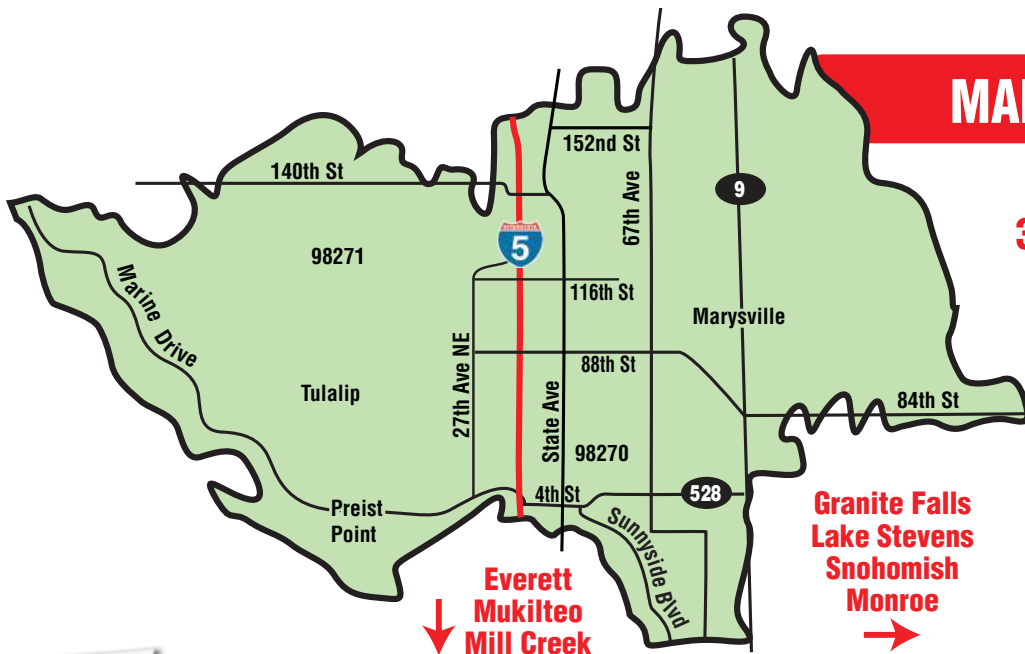 MA
3
152nd St
140th St
67th Ave
9
5
98271
116th St
Marine Drive
Marysville
27th Ave NE
88th St
Tulalip
State Ave
84th St
98270
4th St
528
Preist
Point
Sunnyside Blvd
Granite Falls
Lake Stevens
Snohomish
Monroe
Everett
Mukilteo
Mill Creek